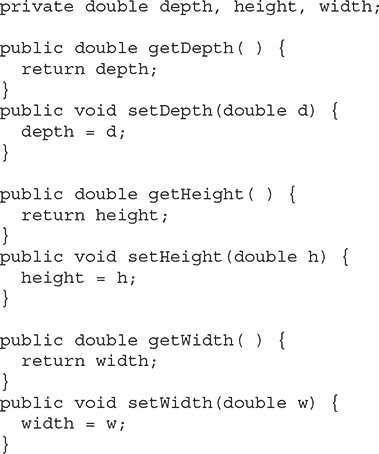 private double depth, height, width;

public double getDepth( ) {
  return depth;
}
public void setDepth(double d) {
  depth = d;
}

public double getHeight( ) {
  return height;
}
public void setHeight(double h) {
  height = h;
}

public double getWidth( ) {
  return width;
}
public void setWidth(double w) {
  width = w;
}